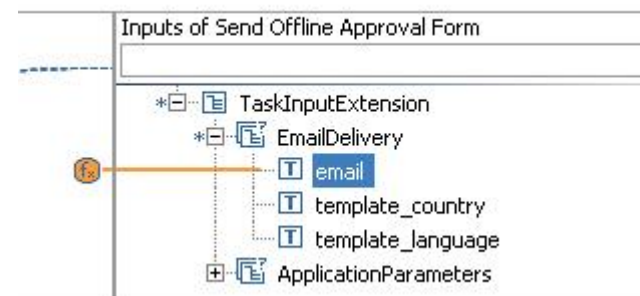 Inputs of Send Offline Approval Form
TaskInputExtension
EmailDelivery
email
template_country
template_language
ApplicationParameters